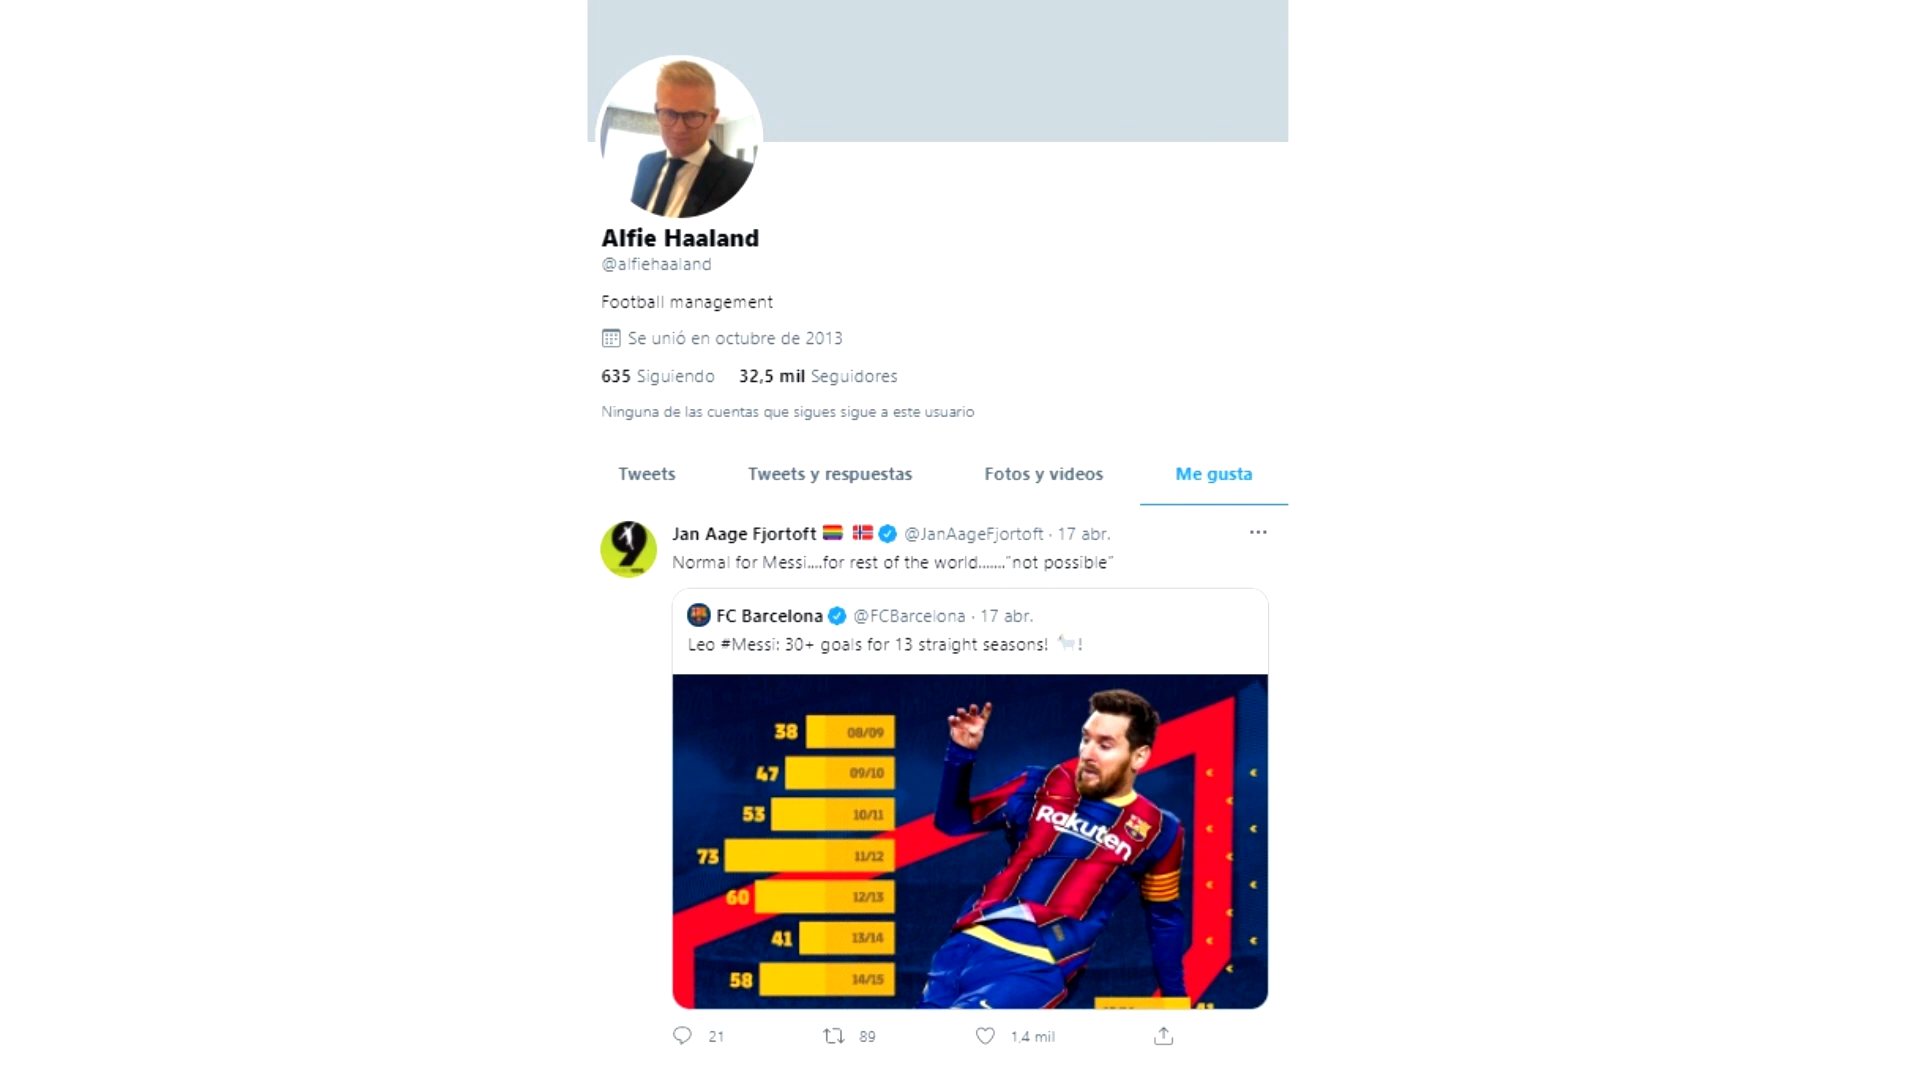 Alfie Haaland
@alfiehaaland
Football management
Se unió en octubre de 2013
635 Siguiendo 32,5 mil Seguidores
Ninguna de las cuentas que sigues sigue a este usuario
Tweets Tweets y respuestas Fotos y videos Me gusta
9
Jan Aage Fjortoft @JanAageFjortoft · 17 abr.
Normal for Messi....for rest of the world......."not possible"
FC Barcelona @FCBarcelona · 17 abr.
Leo #Messi: 30+ goals for 13 straight seasons! 🐐!
38 08/09
47 09/10
53 10/11
73 11/12
60 12/13
41 13/14
58 14/15
Rakuten
21 89 1,4 mil